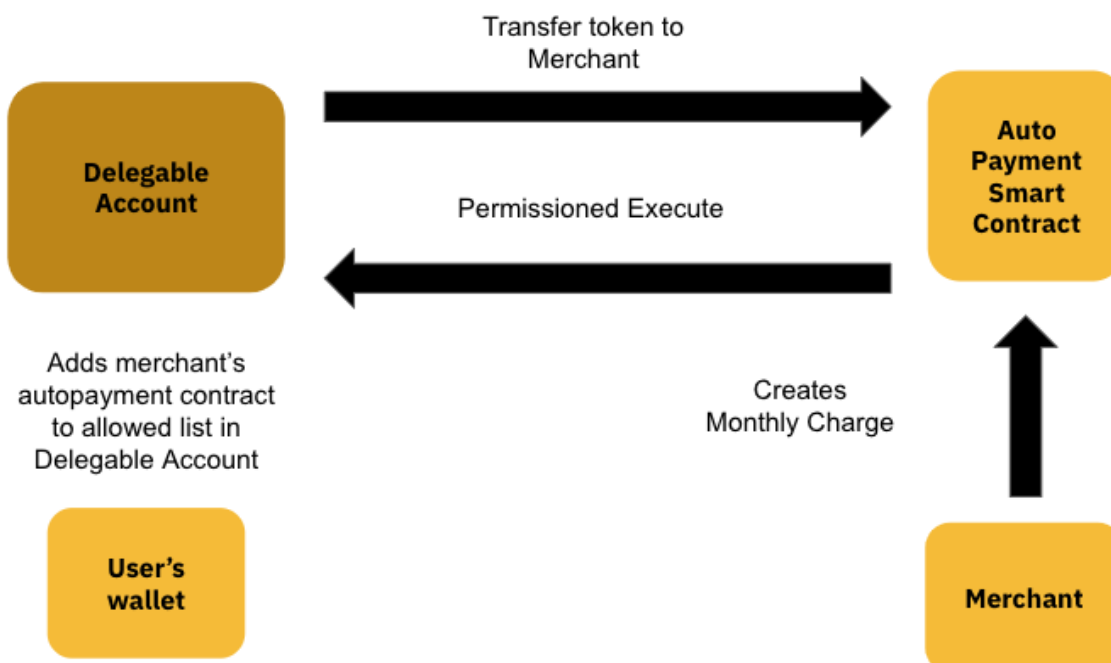 Transfer token to
Merchant
Delegable
Account
Auto
Payment
Smart
Contract
Permissioned Execute
Adds merchant’s
autopayment contract
to allowed list in
Delegable Account
Creates
Monthly Charge
User’s
wallet
Merchant